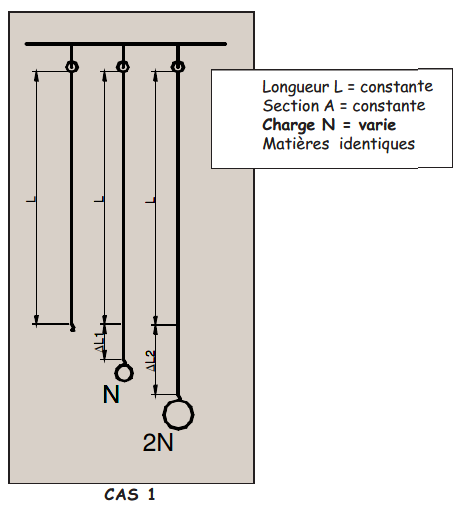 Longueur L = constante
Section A = constante
Charge N = varie
Matières identiques
L
L
L
ΔL1
ΔL2
N
2N
CAS 1